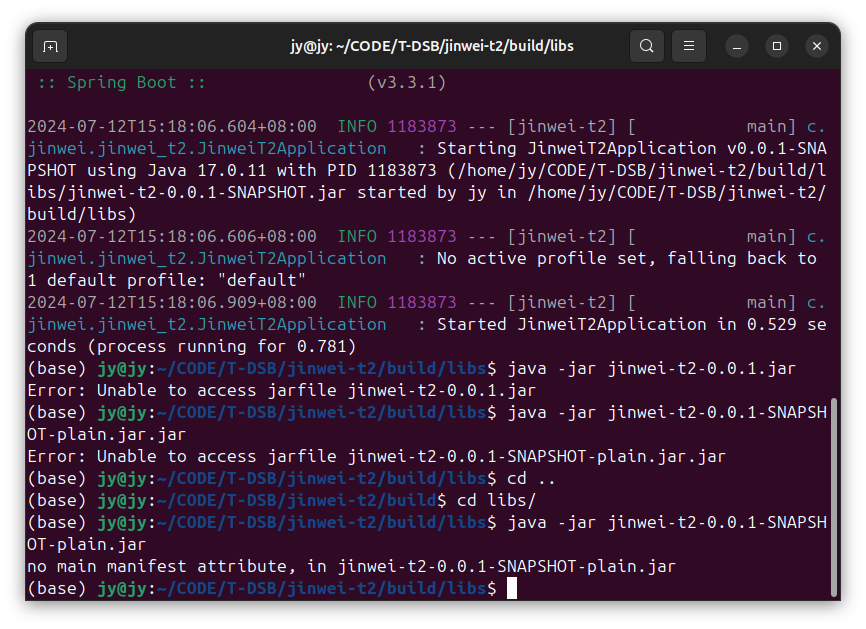 jy@jy: ~/CODE/T-DSB/jinwei-t2/build/libs
:: Spring Boot ::                (v3.3.1)
2024-07-12T15:18:06.604+08:00  INFO 1183873 --- [jinwei-t2] [           main] c.
jinwei.jinwei_t2.JinweiT2Application   : Starting JinweiT2Application v0.0.1-SNA
PSHOT using Java 17.0.11 with PID 1183873 (/home/jy/CODE/T-DSB/jinwei-t2/build/l
ibs/jinwei-t2-0.0.1-SNAPSHOT.jar started by jy in /home/jy/CODE/T-DSB/jinwei-t2/
build/libs)
2024-07-12T15:18:06.606+08:00  INFO 1183873 --- [jinwei-t2] [           main] c.
jinwei.jinwei_t2.JinweiT2Application   : No active profile set, falling back to
1 default profile: "default"
2024-07-12T15:18:06.909+08:00  INFO 1183873 --- [jinwei-t2] [           main] c.
jinwei.jinwei_t2.JinweiT2Application   : Started JinweiT2Application in 0.529 se
conds (process running for 0.781)
(base) jy@jy:~/CODE/T-DSB/jinwei-t2/build/libs$ java -jar jinwei-t2-0.0.1.jar
Error: Unable to access jarfile jinwei-t2-0.0.1.jar
(base) jy@jy:~/CODE/T-DSB/jinwei-t2/build/libs$ java -jar jinwei-t2-0.0.1-SNAPSH
OT-plain.jar.jar
Error: Unable to access jarfile jinwei-t2-0.0.1-SNAPSHOT-plain.jar.jar
(base) jy@jy:~/CODE/T-DSB/jinwei-t2/build/libs$ cd ..
(base) jy@jy:~/CODE/T-DSB/jinwei-t2/build$ cd libs/
(base) jy@jy:~/CODE/T-DSB/jinwei-t2/build/libs$ java -jar jinwei-t2-0.0.1-SNAPSH
OT-plain.jar
no main manifest attribute, in jinwei-t2-0.0.1-SNAPSHOT-plain.jar
(base) jy@jy:~/CODE/T-DSB/jinwei-t2/build/libs$